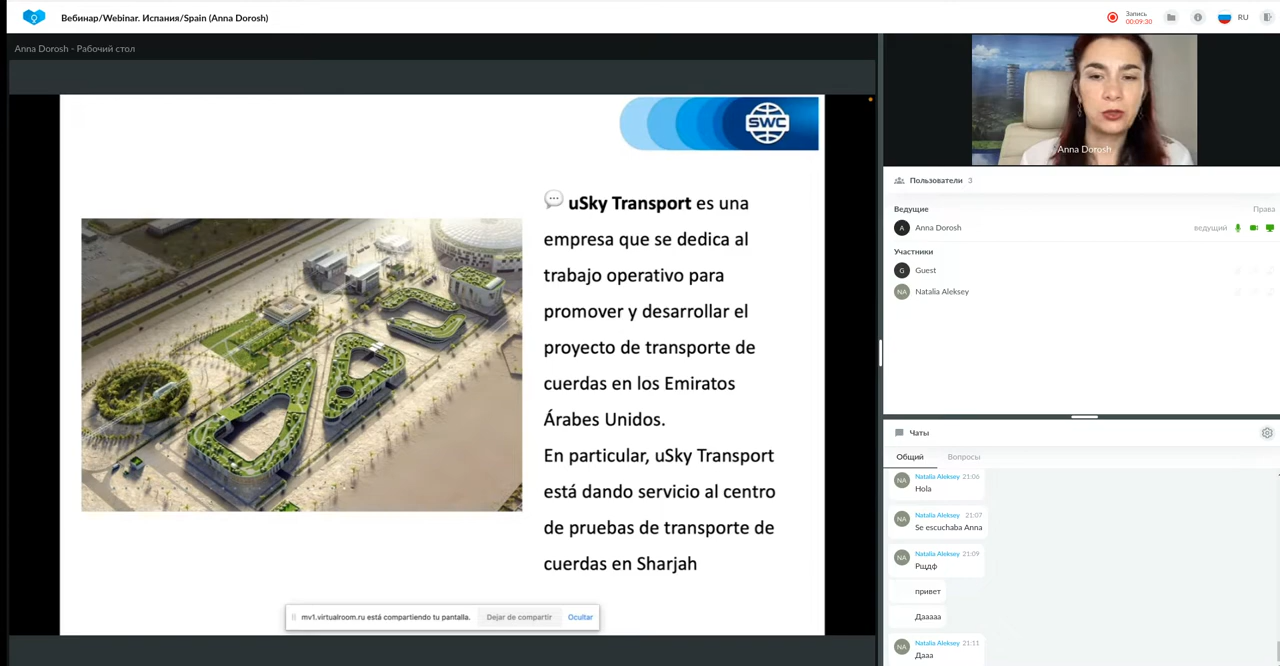 Вебинар/Webinar. Испания/Spain (Anna Dorosh)
Запись
00:09:30
RU
Anna Dorosh - Рабочий стол
SWC
uSky Transport es una
empresa que se dedica al
trabajo operativo para
promover y desarrollar el
proyecto de transporte de
cuerdas en los Emiratos
Árabes Unidos.
En particular, uSky Transport
está dando servicio al centro
de pruebas de transporte de
cuerdas en Sharjah
mv1.virtualroom.ru está compartiendo tu pantalla.
Dejar de compartir
Ocultar
Anna Dorosh
Пользователи 3
Ведущие
Права
A
Anna Dorosh
ведущий
Участники
G
Guest
NA
Natalia Aleksey
Чаты
Общий
Вопросы
NA
Natalia Aleksey 21:06
Hola
NA
Natalia Aleksey 21:07
Se escuchaba Anna
NA
Natalia Aleksey 21:09
Рщдф
привет
Дааааа
NA
Natalia Aleksey 21:11
Дааа